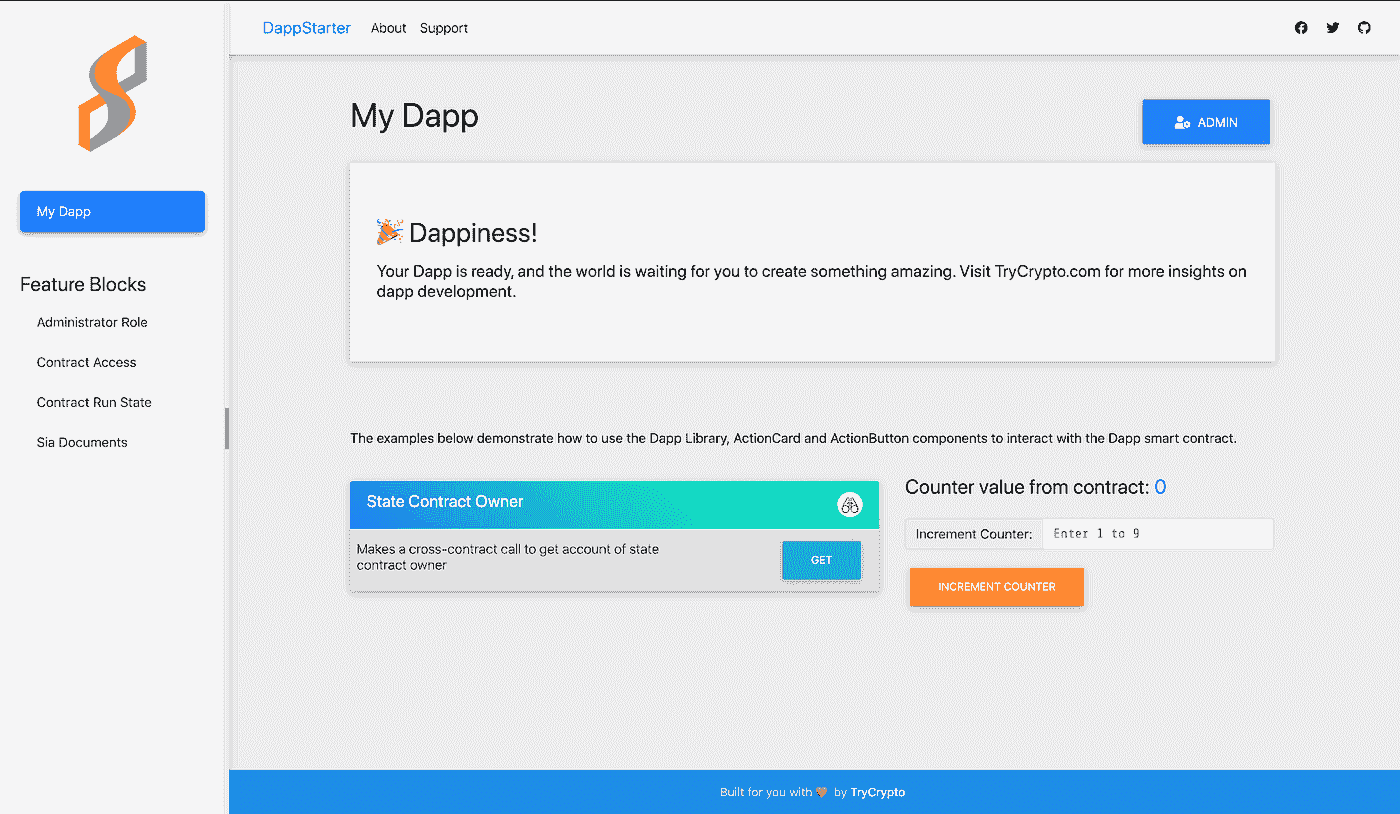 DappStarter About Support
My Dapp
Feature Blocks
Administrator Role
Contract Access
Contract Run State
Sia Documents
My Dapp
ADMIN
Dappiness!
Your Dapp is ready, and the world is waiting for you to create something amazing. Visit TryCrypto.com for more insights on
dapp development.
The examples below demonstrate how to use the Dapp Library, ActionCard and ActionButton components to interact with the Dapp smart contract.
State Contract Owner
Makes a cross-contract call to get account of state
contract owner
GET
Counter value from contract: 0
Increment Counter: Enter 1 to 9
INCREMENT COUNTER
Built for you with 🧡 by TryCrypto